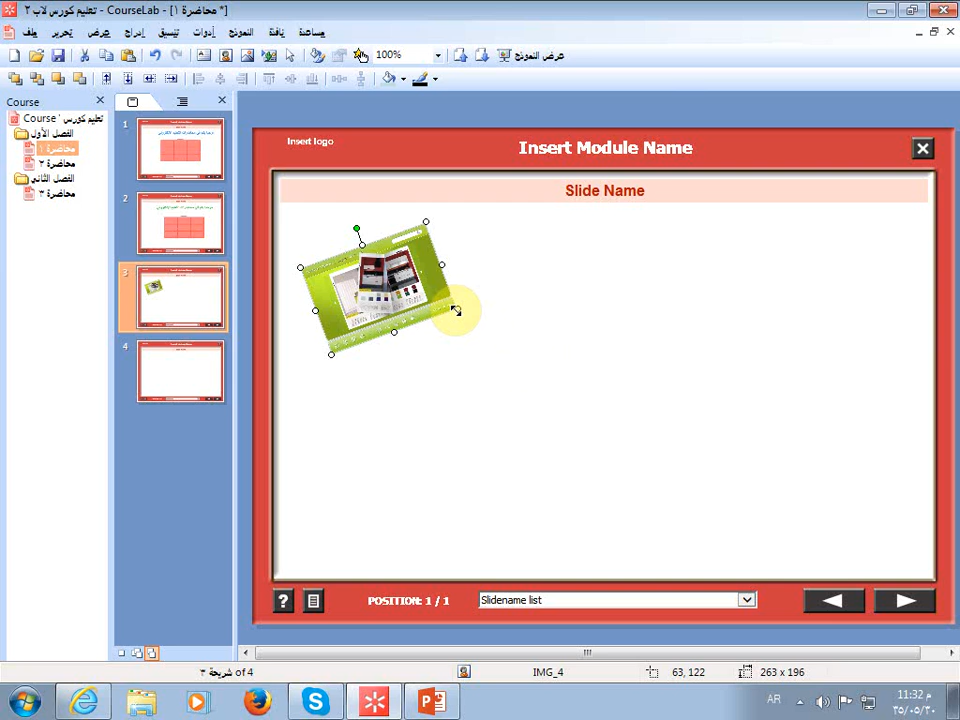 تعليم كورس لاب ٢ - CourseLab - [محاضرة ١ *]
ملف تحرير عرض إدراج تنسيق أدوات النموذج يافة مساعدة
100%
عرض النموذج
Course
تعليم كورس ' Course
الفصل الأول
محاضرة ١
محاضرة ٢
الفصل الثاني
محاضرة ٣
1
2
3
4
Insert logo
Insert Module Name
Slide Name
POSITION: 1 / 1
Slidename list
شريحة ٣ of 4
IMG_4
63, 122
263 x 196
AR
11:32 م
٣٥/٠٥/٣٠